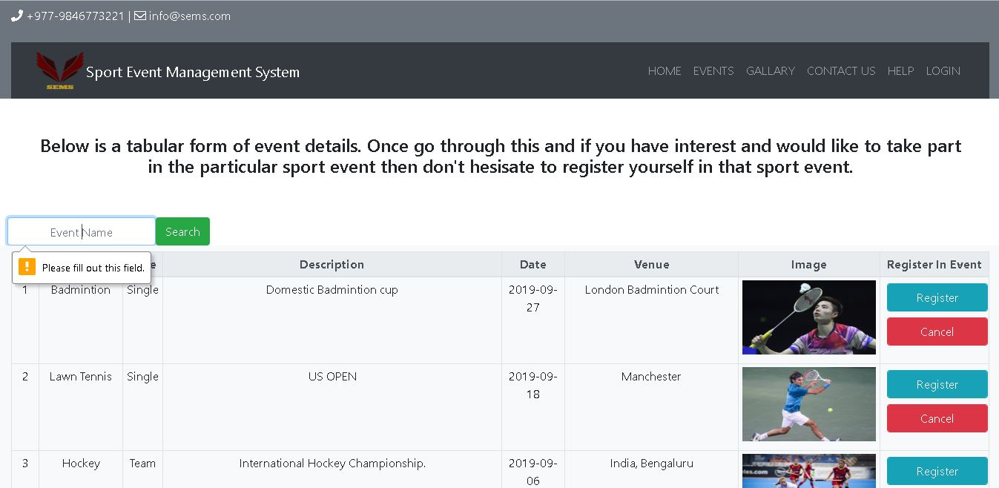 +977-9846773221 | info@sems.com
SEMS
Sport Event Management System
HOME EVENTS GALLARY CONTACT US HELP LOGIN
Below is a tabular form of event details. Once go through this and if you have interest and would like to take part
in the particular sport event then don't hesisate to register yourself in that sport event.
Event Name Search
Please fill out this field.
e Description Date Venue Image Register In Event
1 Badmintion Single Domestic Badmintion cup 2019-09-
27 London Badmintion Court Register
Cancel
2 Lawn Tennis Single US OPEN 2019-09-
18 Manchester Register
Cancel
3 Hockey Team International Hockey Championship. 2019-09-
06 India, Bengaluru Register